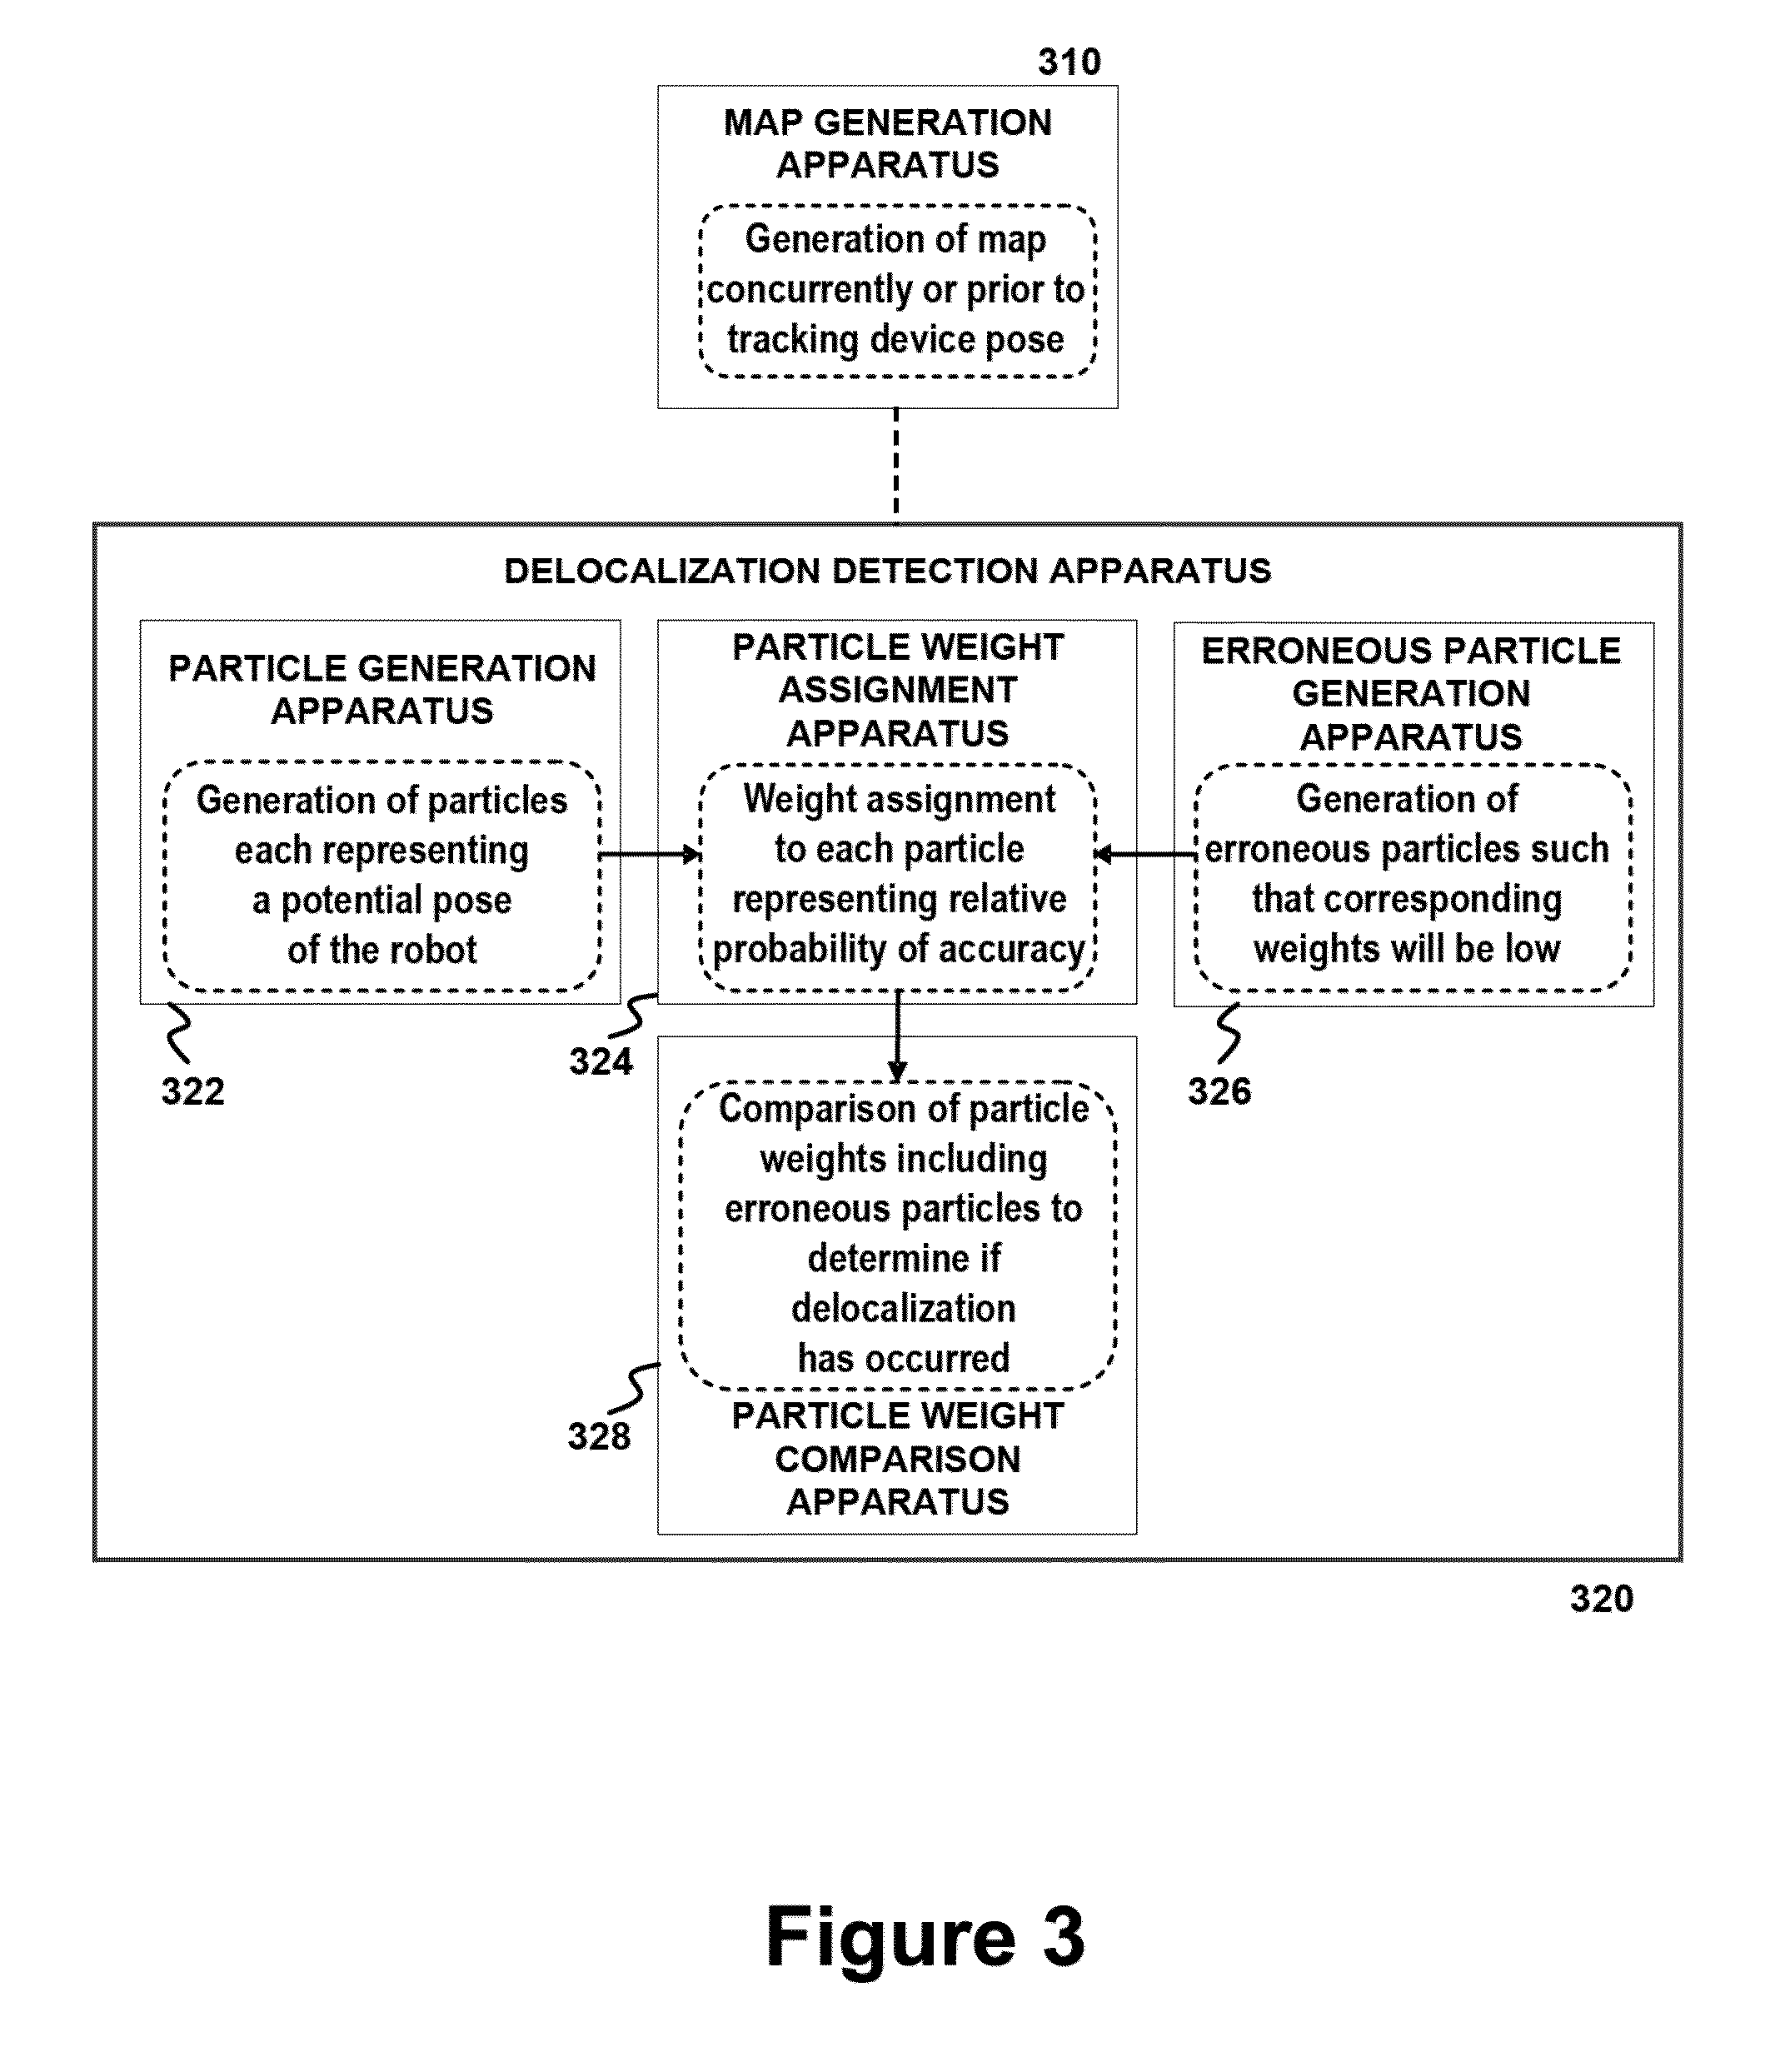 310
MAP GENERATION
APPARATUS
Generation of map
concurrently or prior to
tracking device pose
DELOCALIZATION DETECTION APPARATUS
PARTICLE GENERATION
APPARATUS
Generation of particles
each representing
a potential pose
of the robot
322
PARTICLE WEIGHT
ASSIGNMENT
APPARATUS
Weight assignment
to each particle
representing relative
probability of accuracy
324
ERRONEOUS PARTICLE
GENERATION
APPARATUS
Generation of
erroneous particles such
that corresponding
weights will be low
326
Comparison of particle
weights including
erroneous particles to
determine if
delocalization
has occurred
328
PARTICLE WEIGHT
COMPARISON
APPARATUS
320
Figure 3